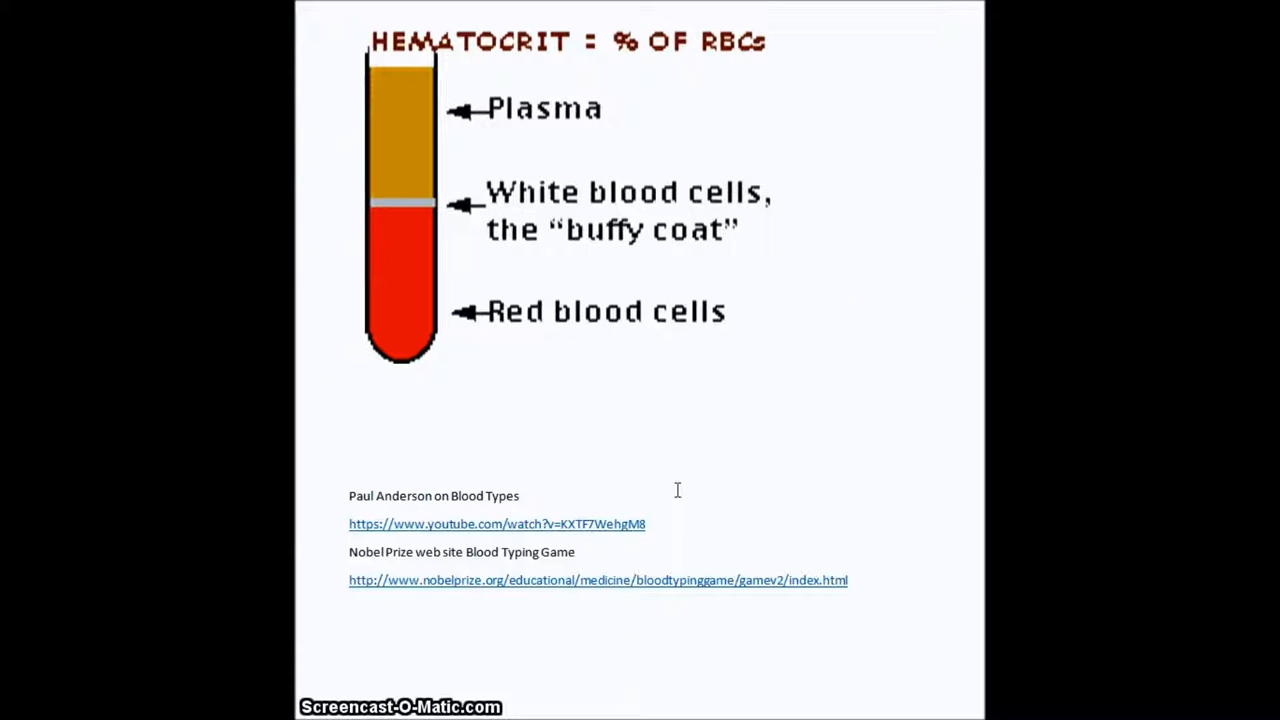 HEMATOCRIT = % OF RBCs
Plasma
White blood cells,
the “buffy coat”
Red blood cells
Paul Anderson on Blood Types
https://www.youtube.com/watch?v=KXTF7WehgM8
Nobel Prize web site Blood Typing Game
http://www.nobelprize.org/educational/medicine/bloodtypinggame/gamev2/index.html
Screencast-O-Matic.com